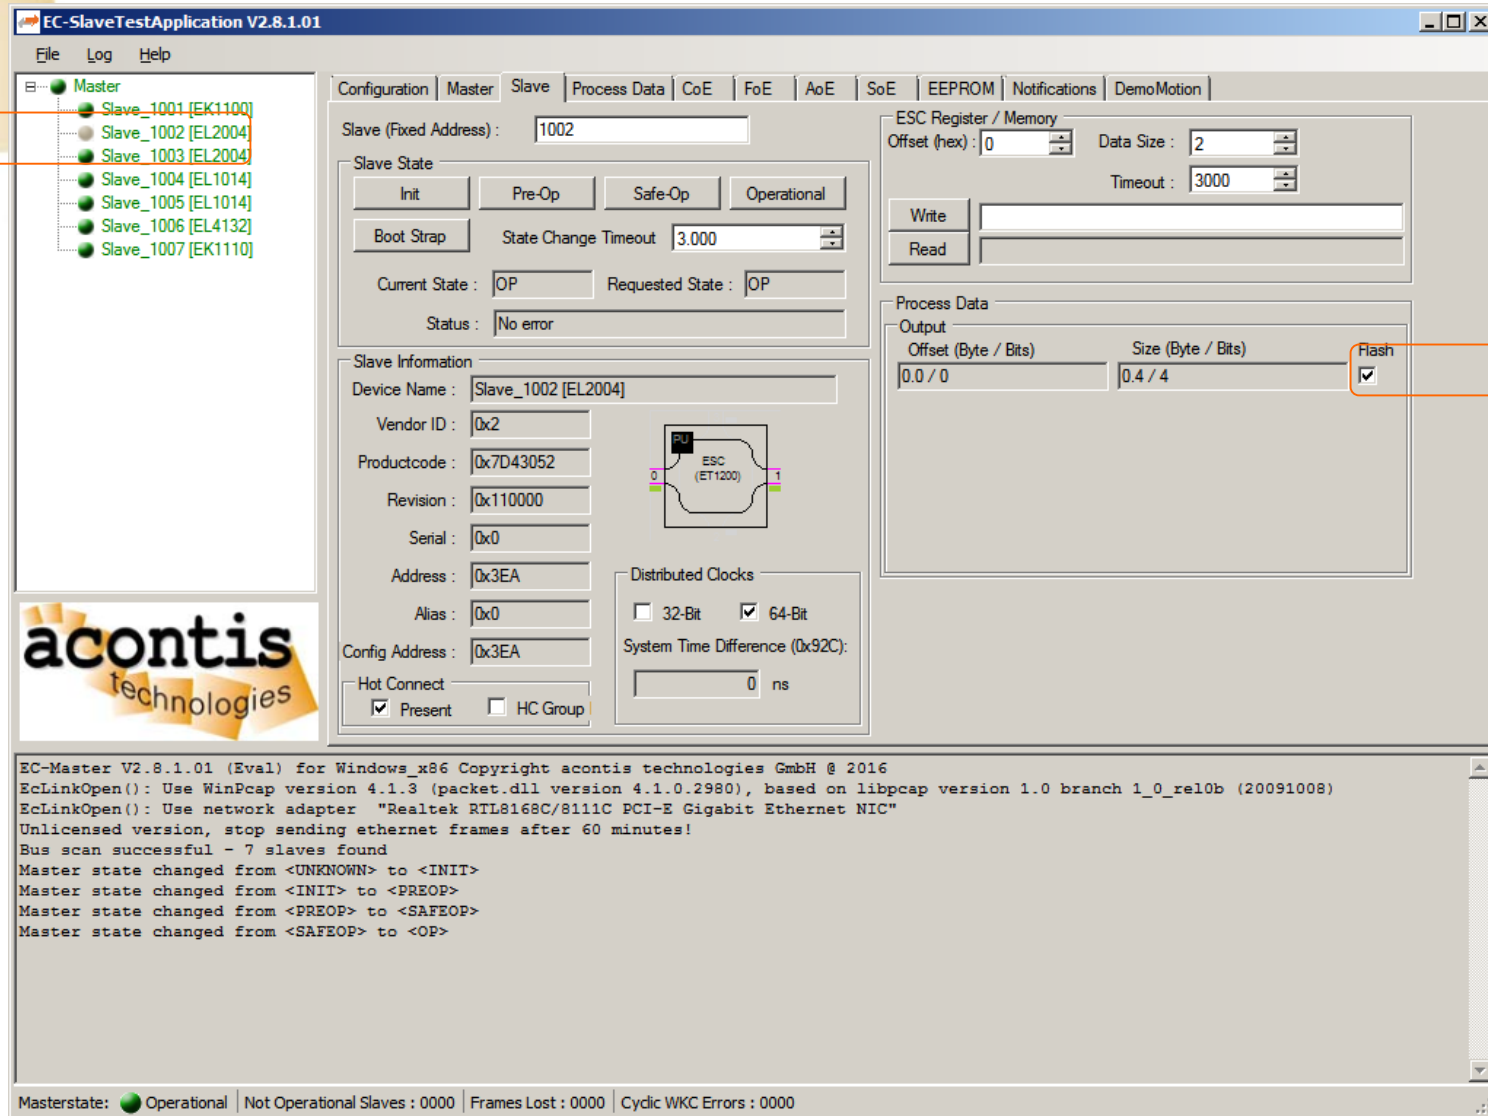 EC-SlaveTestApplication V2.8.1.01
File Log Help
Master
Slave_1001 [EK1100]
Slave_1002 [EL2004]
Slave_1003 [EL2004]
Slave_1004 [EL1014]
Slave_1005 [EL1014]
Slave_1006 [EL4132]
Slave_1007 [EK1110]
acontis
technologies
Configuration Master Slave Process Data CoE FoE AoE SoE EEPROM Notifications DemoMotion
Slave (Fixed Address) : 1002
Slave State
Init Pre-Op Safe-Op Operational
Boot Strap State Change Timeout 3.000
Current State : OP Requested State : OP
Status : No error
Slave Information
Device Name : Slave_1002 [EL2004]
Vendor ID : 0x2
Productcode : 0x7D43052
Revision : 0x110000
Serial : 0x0
Address : 0x3EA
Alias : 0x0
Config Address : 0x3EA
Hot Connect
Present HC Group
PU
ESC
(ET1200)
0 1
Distributed Clocks
32-Bit 64-Bit
System Time Difference (0x92C):
0 ns
ESC Register / Memory
Offset (hex) : 0 Data Size : 2
Timeout : 3000
Write
Read
Process Data
Output
Offset (Byte / Bits) Size (Byte / Bits) Flash
0.0 / 0 0.4 / 4
EC-Master V2.8.1.01 (Eval) for Windows_x86 Copyright acontis technologies GmbH @ 2016
EcLinkOpen(): Use WinPcap version 4.1.3 (packet.dll version 4.1.0.2980), based on libpcap version 1.0 branch 1_0_rel0b (20091008)
EcLinkOpen(): Use network adapter "Realtek RTL8168C/8111C PCI-E Gigabit Ethernet NIC"
Unlicensed version, stop sending ethernet frames after 60 minutes!
Bus scan successful - 7 slaves found
Master state changed from <UNKNOWN> to <INIT>
Master state changed from <INIT> to <PREOP>
Master state changed from <PREOP> to <SAFEOP>
Master state changed from <SAFEOP> to <OP>
Masterstate: Operational Not Operational Slaves : 0000 Frames Lost : 0000 Cyclic WKC Errors : 0000